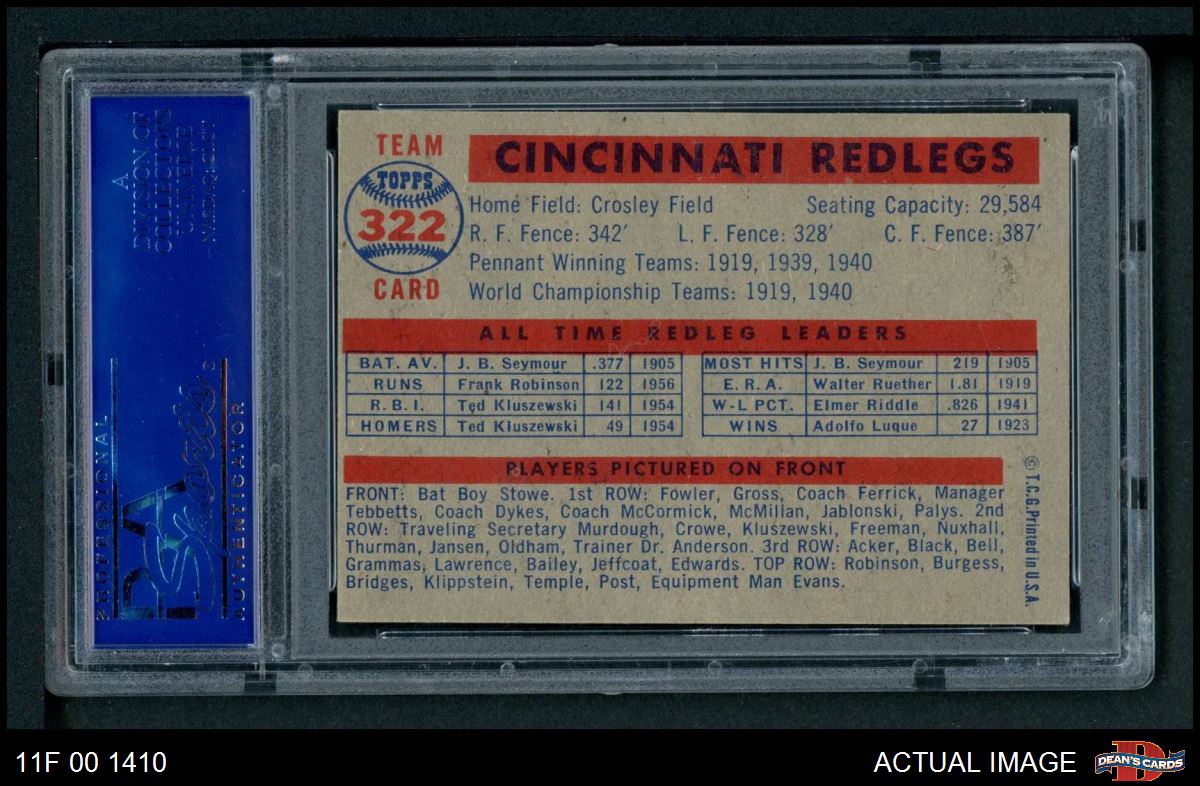 A
DIVISION OF
COLLECTORS
UNIVERSE
NASDAQ:CLCT
PROFESSIONAL
PSA
Sports
AUTHENTICATOR
TEAM
TOPPS
322
CARD
CINCINNATI REDLEGS
Home Field: Crosley Field Seating Capacity: 29,584
R. F. Fence: 342′ L. F. Fence: 328′ C. F. Fence: 387′
Pennant Winning Teams: 1919, 1939, 1940
World Championship Teams: 1919, 1940
ALL TIME REDLEG LEADERS
BAT. AV. J. B. Seymour .377 1905 MOST HITS J. B. Seymour 219 1905
RUNS Frank Robinson 122 1956 E. R. A. Walter Ruether 1.81 1919
R. B. I. Ted Kluszewski 141 1954 W-L PCT. Elmer Riddle .826 1941
HOMERS Ted Kluszewski 49 1954 WINS Adolfo Luque 27 1923
PLAYERS PICTURED ON FRONT
FRONT: Bat Boy Stowe. 1st ROW: Fowler, Gross, Coach Ferrick, Manager
Tebbetts, Coach Dykes, Coach McCormick, McMillan, Jablonski, Palys. 2nd
ROW: Traveling Secretary Murdough, Crowe, Kluszewski, Freeman, Nuxhall,
Thurman, Jansen, Oldham, Trainer Dr. Anderson. 3rd ROW: Acker, Black, Bell,
Grammas, Lawrence, Bailey, Jeffcoat, Edwards. TOP ROW: Robinson, Burgess,
Bridges, Klippstein, Temple, Post, Equipment Man Evans.
© T.C.G. Printed in U.S.A.
11F 00 1410
ACTUAL IMAGE
DEAN'S CARDS